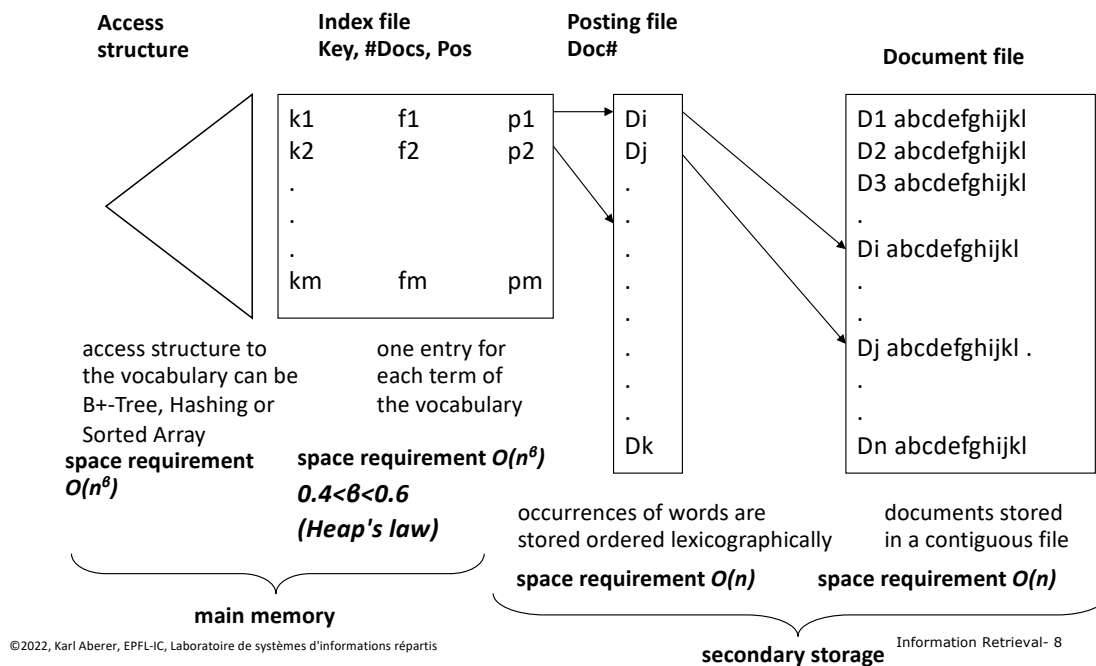 Access
structure
Index file
Key, #Docs, Pos
Posting file
Doc#
Document file
k1 f1 p1
k2 f2 p2
.
.
.
km fm pm
Di
Dj
.
.
.
.
.
.
.
.
Dk
D1 abcdefghijkl
D2 abcdefghijkl
D3 abcdefghijkl
.
Di abcdefghijkl
.
.
Dj abcdefghijkl .
.
.
Dn abcdefghijkl
access structure to
the vocabulary can be
B+-Tree, Hashing or
Sorted Array
space requirement
O(nᵝ)
one entry for
each term of
the vocabulary
space requirement O(nᵝ)
0.4<β<0.6
(Heap's law)
occurrences of words are
stored ordered lexicographically
space requirement O(n)
documents stored
in a contiguous file
space requirement O(n)
main memory
secondary storage
©2022, Karl Aberer, EPFL-IC, Laboratoire de systèmes d'informations répartis
Information Retrieval- 8